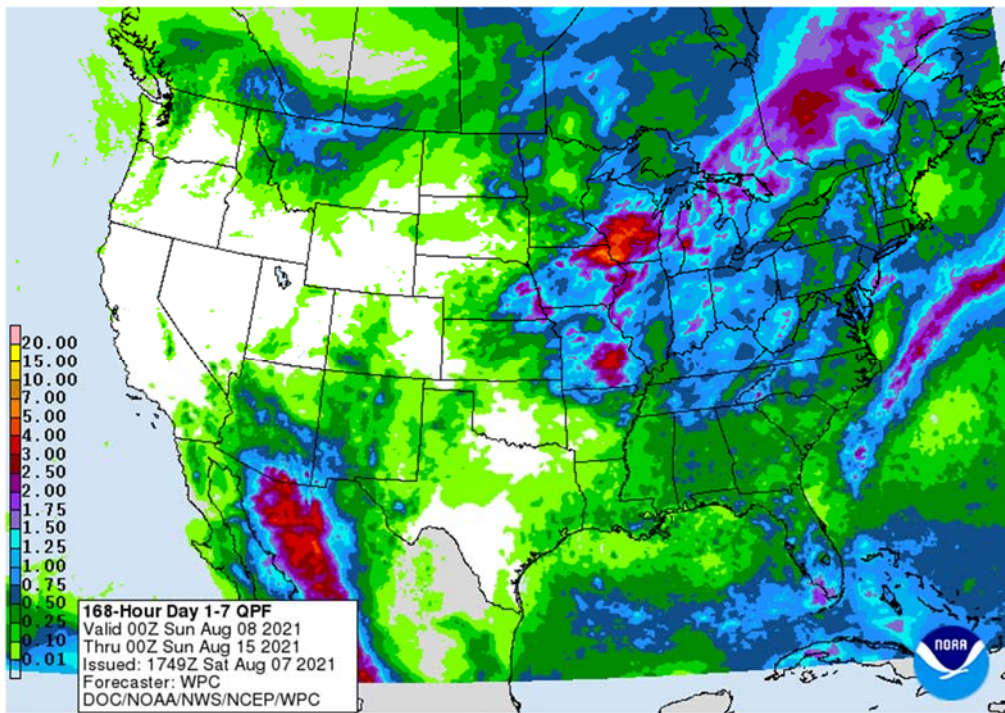 20.00
15.00
10.00
7.00
5.00
4.00
3.00
2.50
2.00
1.75
1.50
1.25
1.00
0.75
0.50
0.25
0.10
0.01
168-Hour Day 1-7 QPF
Valid 00Z Sun Aug 08 2021
Thru 00Z Sun Aug 15 2021
Issued: 1749Z Sat Aug 07 2021
Forecaster: WPC
DOC/NOAA/NWS/NCEP/WPC
NOAA